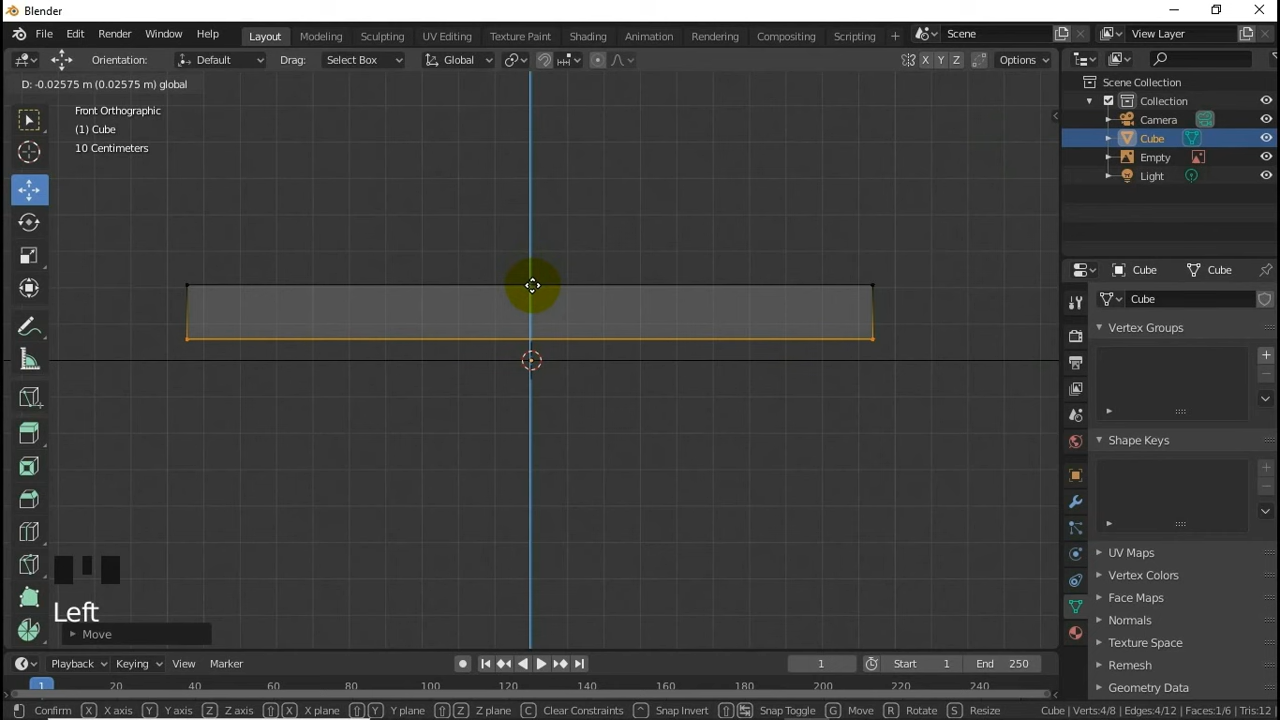 Blender
File Edit Render Window Help
Layout Modeling Sculpting UV Editing Texture Paint Shading Animation Rendering Compositing Scripting +
Scene
View Layer
Orientation: Default Drag: Select Box Global
X Y Z Options
D: -0.02575 m (0.02575 m) global
Front Orthographic
(1) Cube
10 Centimeters
Scene Collection
Collection
Camera
Cube
Empty
Light
Cube Cube
Cube
Vertex Groups
Shape Keys
UV Maps
Vertex Colors
Face Maps
Normals
Texture Space
Remesh
Geometry Data
Left
Move
Playback Keying View Marker
1 Start 1 End 250
1 20 40 60 80 100 120 140 160 180 200 220 240
Confirm X X axis Y Y axis Z Z axis X X plane Y Y plane Z Z plane C Clear Constraints Snap Invert Snap Toggle G Move R Rotate S Resize Cube | Verts:4/8 | Edges:4/12 | Faces:1/6 | Tris:12 |